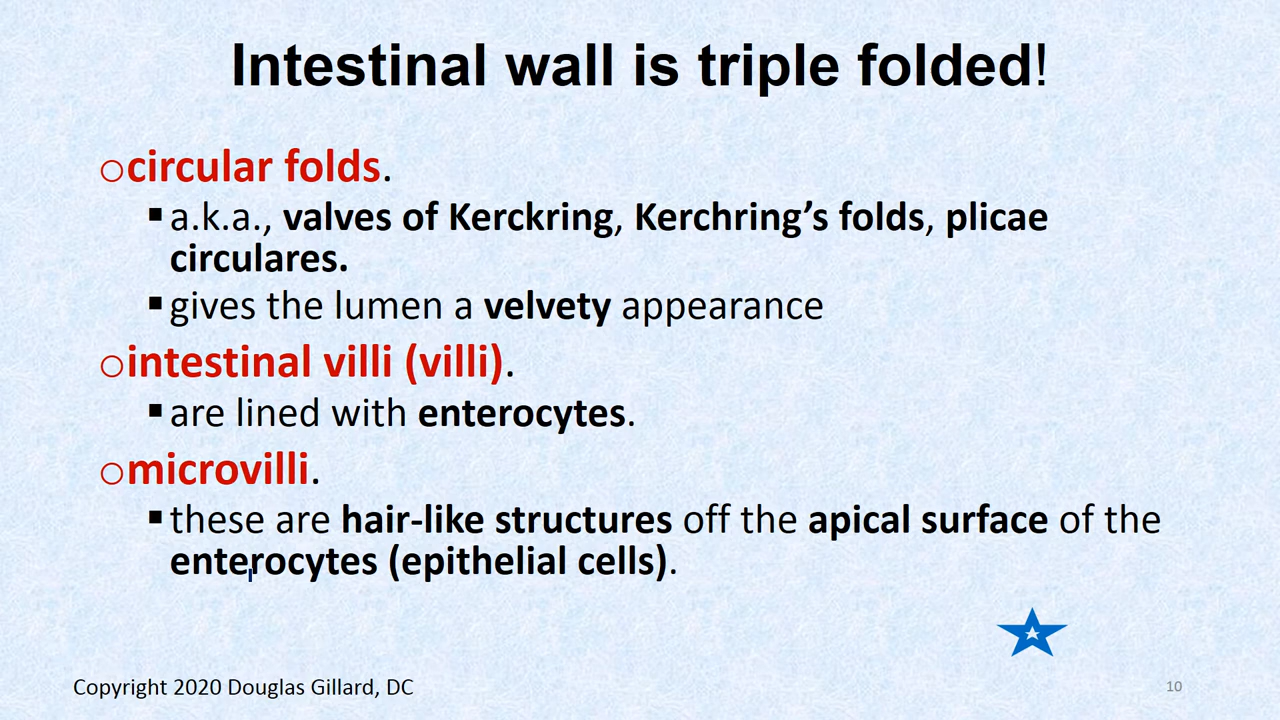 Intestinal wall is triple folded!
○circular folds.
▪a.k.a., valves of Kerckring, Kerchring’s folds, plicae
circulares.
▪gives the lumen a velvety appearance
○intestinal villi (villi).
▪are lined with enterocytes.
○microvilli.
▪these are hair-like structures off the apical surface of the
enterocytes (epithelial cells).
Copyright 2020 Douglas Gillard, DC
10